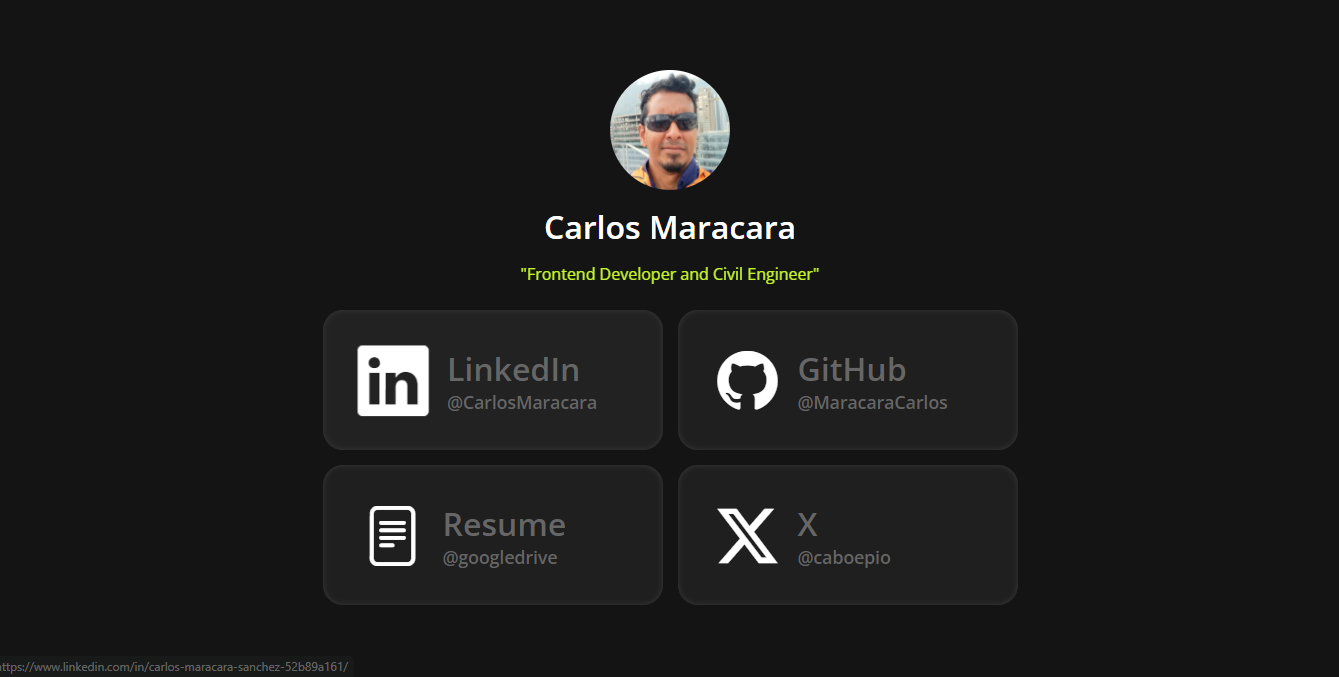 Carlos Maracara
"Frontend Developer and Civil Engineer"
in LinkedIn
@CarlosMaracara
GitHub
@MaracaraCarlos
Resume
@googledrive
X
@caboepio
ttps://www.linkedin.com/in/carlos-maracara-sanchez-52b89a161/